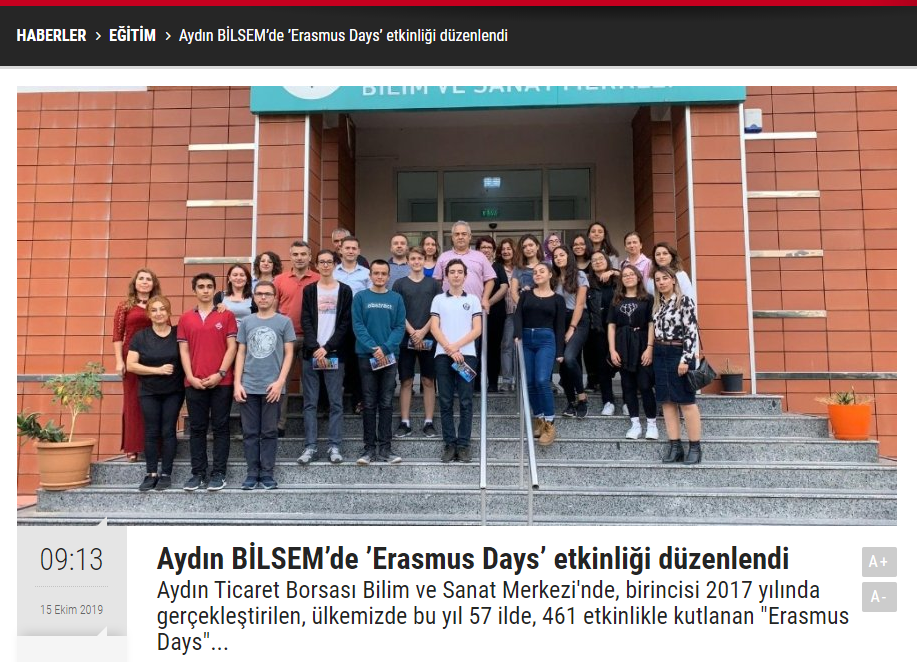 HABERLER > EĞİTİM > Aydın BİLSEM’de ’Erasmus Days’ etkinliği düzenlendi
BİLİM VE SANAT MERKEZİ
09:13
15 Ekim 2019
Aydın BİLSEM’de ’Erasmus Days’ etkinliği düzenlendi
Aydın Ticaret Borsası Bilim ve Sanat Merkezi'nde, birincisi 2017 yılında
gerçekleştirilen, ülkemizde bu yıl 57 ilde, 461 etkinlikle kutlanan "Erasmus
Days"...
A+
A-